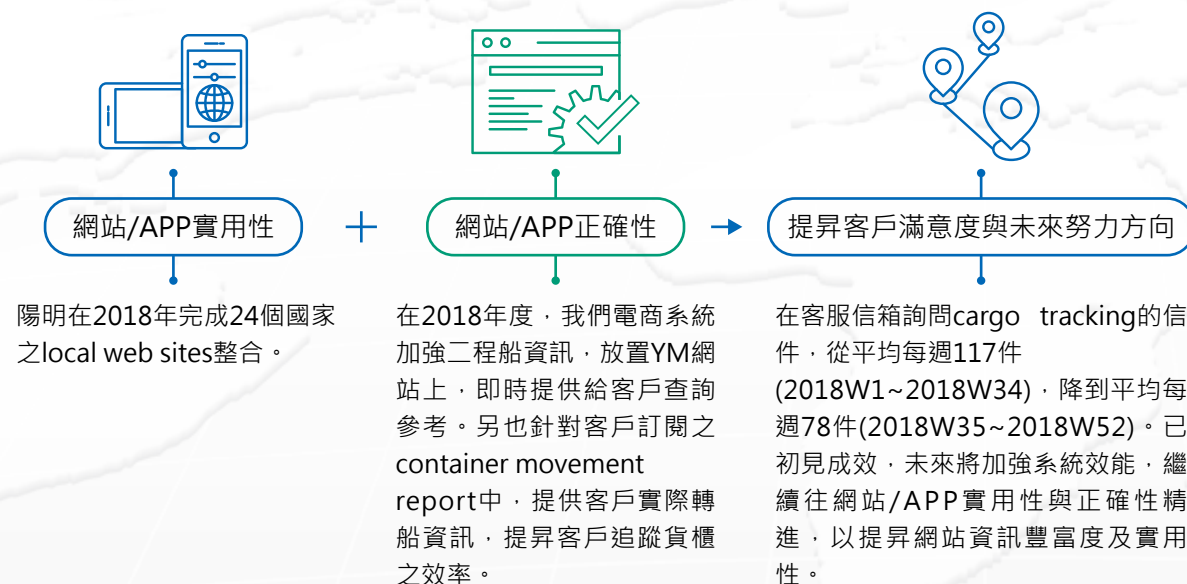 網站/APP實用性
+
網站/APP正確性
提昇客戶滿意度與未來努力方向
陽明在2018年完成24個國家
之local web sites整合。
在2018年度，我們電商系統
加強二程船資訊，放置YM網
站上，即時提供給客戶查詢
參考。另也針對客戶訂閱之
container movement
report中，提供客戶實際轉
船資訊，提昇客戶追蹤貨櫃
之效率。
在客服信箱詢問cargo tracking的信
件，從平均每週117件
(2018W1~2018W34)，降到平均每
週78件(2018W35~2018W52)。已
初見成效，未來將加強系統效能，繼
續往網站/APP實用性與正確性精
進，以提昇網站資訊豐富度及實用
性。